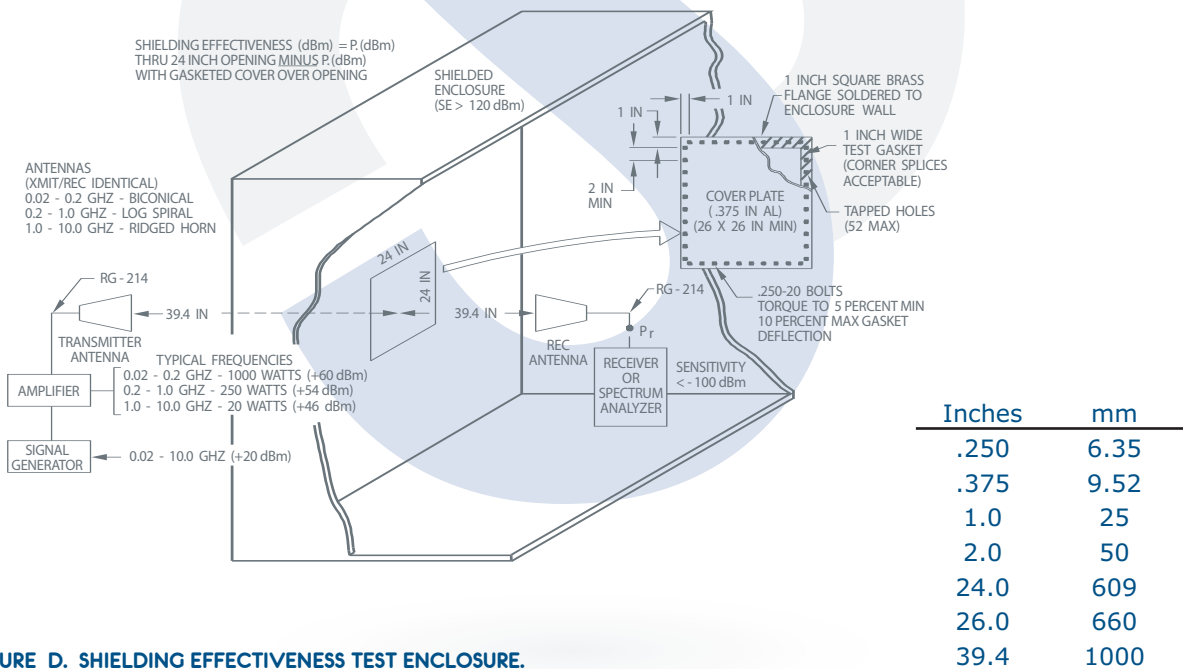 SHIELDING EFFECTIVENESS (dBm) = P. (dBm)
THRU 24 INCH OPENING MINUS P. (dBm)
WITH GASKETED COVER OVER OPENING
SHIELDED
ENCLOSURE
(SE > 120 dBm)
1 INCH SQUARE BRASS
FLANGE SOLDERED TO
ENCLOSURE WALL
1 IN
1 IN
1 INCH WIDE
TEST GASKET
(CORNER SPLICES
ACCEPTABLE)
ANTENNAS
(XMIT/REC IDENTICAL)
0.02 - 0.2 GHZ - BICONICAL
0.2 - 1.0 GHZ - LOG SPIRAL
1.0 - 10.0 GHZ - RIDGED HORN
2 IN
MIN
COVER PLATE
(.375 IN AL)
(26 X 26 IN MIN)
TAPPED HOLES
(52 MAX)
24 IN
24 IN
RG - 214
RG - 214
39.4 IN
39.4 IN
.250-20 BOLTS
TORQUE TO 5 PERCENT MIN
10 PERCENT MAX GASKET
DEFLECTION
TRANSMITTER
ANTENNA
REC
ANTENNA
Pr
TYPICAL FREQUENCIES
0.02 - 0.2 GHZ - 1000 WATTS (+60 dBm)
0.2 - 1.0 GHZ - 250 WATTS (+54 dBm)
1.0 - 10.0 GHZ - 20 WATTS (+46 dBm)
AMPLIFIER
RECEIVER
OR
SPECTRUM
ANALYZER
SENSITIVITY
< - 100 dBm
SIGNAL
GENERATOR
0.02 - 10.0 GHZ (+20 dBm)
Inches mm
.250 6.35
.375 9.52
1.0 25
2.0 50
24.0 609
26.0 660
39.4 1000
URE D. SHIELDING EFFECTIVENESS TEST ENCLOSURE.